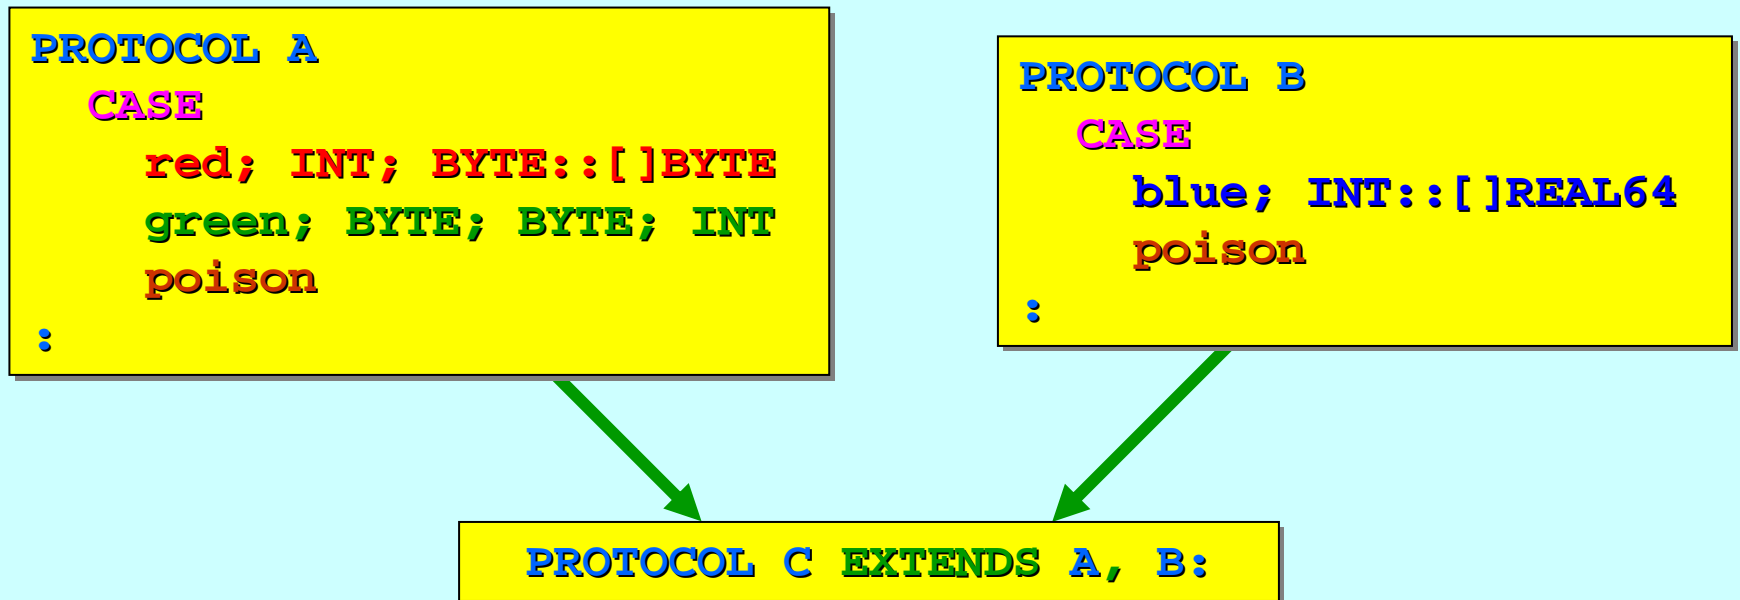 PROTOCOL A
  CASE
    red; INT; BYTE::[]BYTE
    green; BYTE; BYTE; INT
    poison
:
PROTOCOL B
  CASE
    blue; INT::[]REAL64
    poison
:
PROTOCOL C EXTENDS A, B: